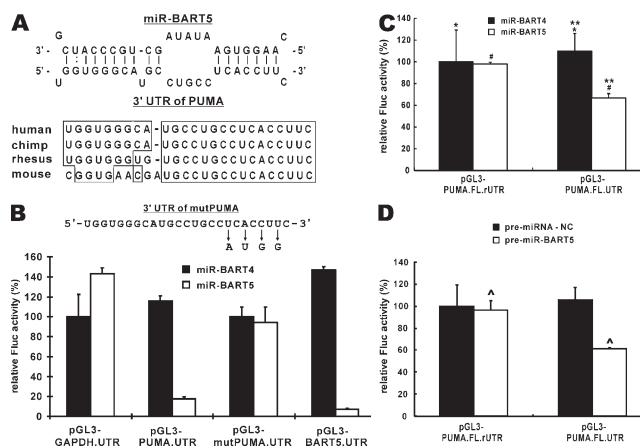 A
miR-BART5
G AUAUA C
3'- CUACCCGU-CG AGUGGAA -5'
5'- GGUGGGCA GC UCACCUU -3'
U CUGCC C
3' UTR of PUMA
human UGGUGGGCA-UGCCUGCCUCACCUUC
chimp UGGUGGGCA-UGCCUGCCUCACCUUC
rhesus UGGUGGGUG-UGCCUGCCUCACCUUC
mouse CGGUGAACGAUGCCUGCCUCACCUUC
B
3' UTR of mutPUMA
5'-UGGUGGGCAUGCCUGCCUCACCUUC-3'
A U G G
relative Fluc activity (%)
160
140
120
100
80
60
40
20
0
miR-BART4
miR-BART5
pGL3-GAPDH.UTR
pGL3-PUMA.UTR
pGL3-mutPUMA.UTR
pGL3-BART5.UTR
C
relative Fluc activity (%)
140
120
100
80
60
40
20
0
miR-BART4
miR-BART5
*
#
**
*
**
#
pGL3-PUMA.FL.rUTR
pGL3-PUMA.FL.UTR
D
relative Fluc activity (%)
140
120
100
80
60
40
20
0
pre-miRNA - NC
pre-miR-BART5
^
^
pGL3-PUMA.FL.rUTR
pGL3-PUMA.FL.UTR